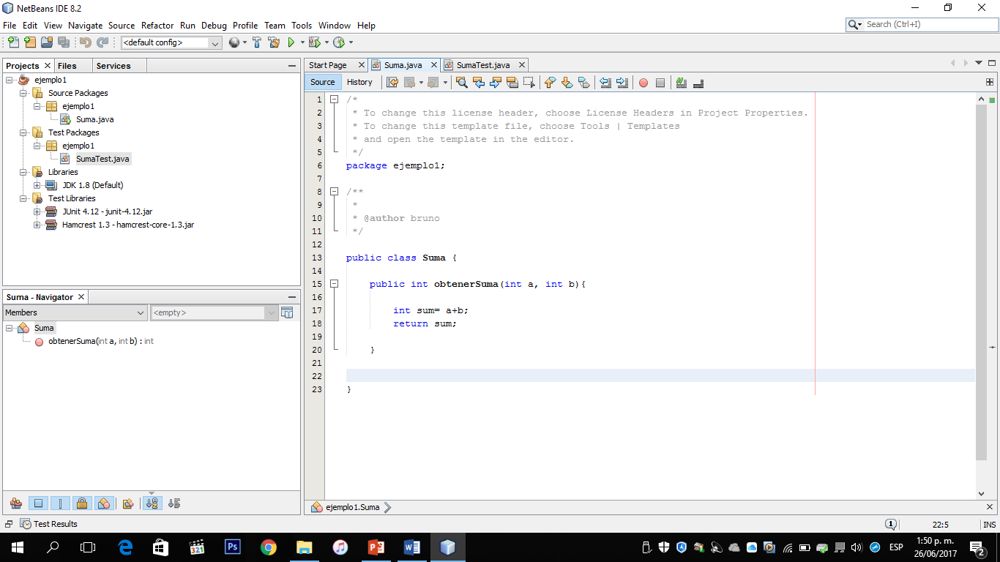 NetBeans IDE 8.2
File Edit View Navigate Source Refactor Run Debug Profile Team Tools Window Help
Search (Ctrl+I)
<default config>
Projects Files Services
ejemplo1
Source Packages
ejemplo1
Suma.java
Test Packages
ejemplo1
SumaTest.java
Libraries
JDK 1.8 (Default)
Test Libraries
JUnit 4.12 - junit-4.12.jar
Hamcrest 1.3 - hamcrest-core-1.3.jar
Suma - Navigator
Members <empty>
Suma
obtenerSuma(int a, int b) : int
Start Page Suma.java SumaTest.java
Source History
1 /*
2 * To change this license header, choose License Headers in Project Properties.
3 * To change this template file, choose Tools | Templates
4 * and open the template in the editor.
5 */
6 package ejemplo1;
7
8 /**
9 *
10 * @author bruno
11 */
12
13 public class Suma {
14
15 public int obtenerSuma(int a, int b){
16
17 int sum= a+b;
18 return sum;
19
20 }
21
22
23 }
ejemplo1.Suma
Test Results
1 22:5 INS
321 Ps
ESP
1:50 p. m.
26/06/2017
2